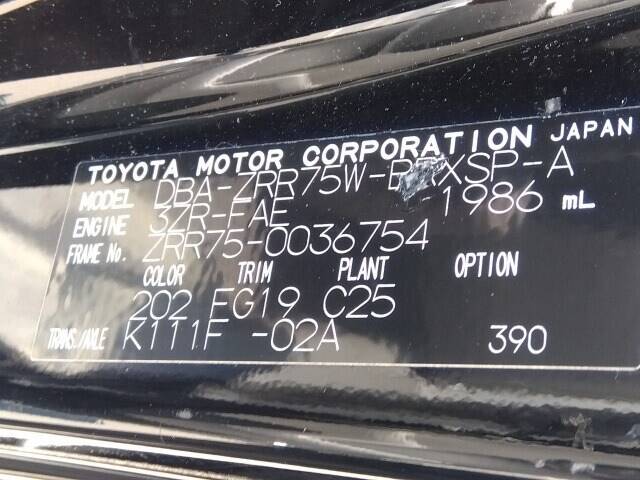 TOYOTA MOTOR CORPORATION JAPAN
MODEL DBA-ZRR75W-BRXSP-A
ENGINE 3ZR-FAE 1986 mL
FRAME No. ZRR75-0036754
COLOR TRIM PLANT OPTION
202 FG19 C25
TRANS./AXLE K111F -02A 390